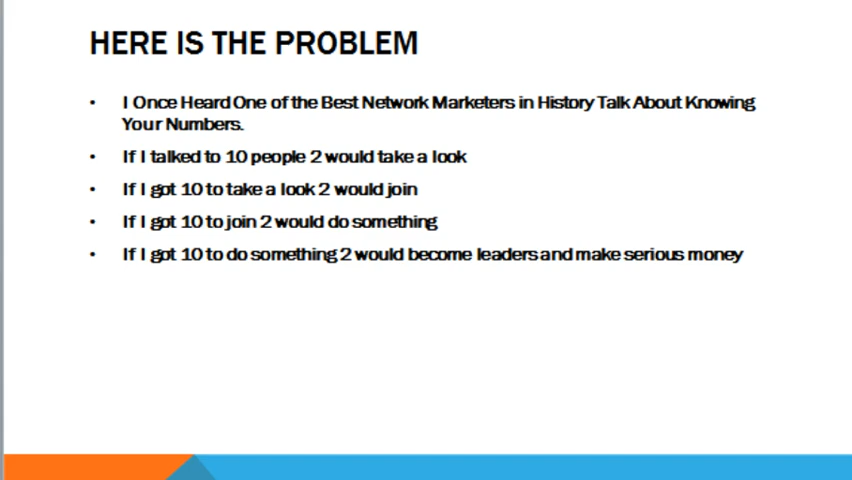 HERE IS THE PROBLEM
• I Once Heard One of the Best Network Marketers in History Talk About Knowing
Your Numbers.
• If I talked to 10 people 2 would take a look
• If I got 10 to take a look 2 would join
• If I got 10 to join 2 would do something
• If I got 10 to do something 2 would become leaders and make serious money